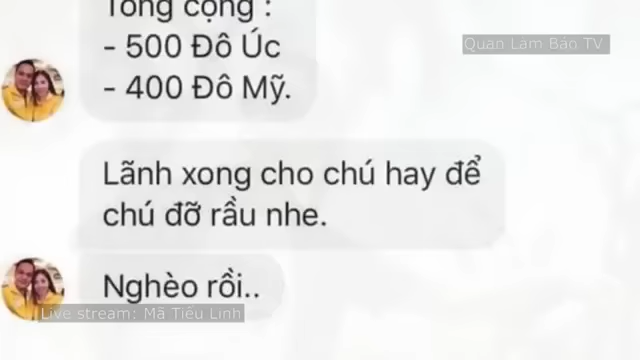 Tổng cộng :
- 500 Đô Úc
- 400 Đô Mỹ.
Quan Làm Báo TV
Lãnh xong cho chú hay để
chú đỡ rầu nhe.
Nghèo rồi..
Live stream: Mã Tiểu Linh